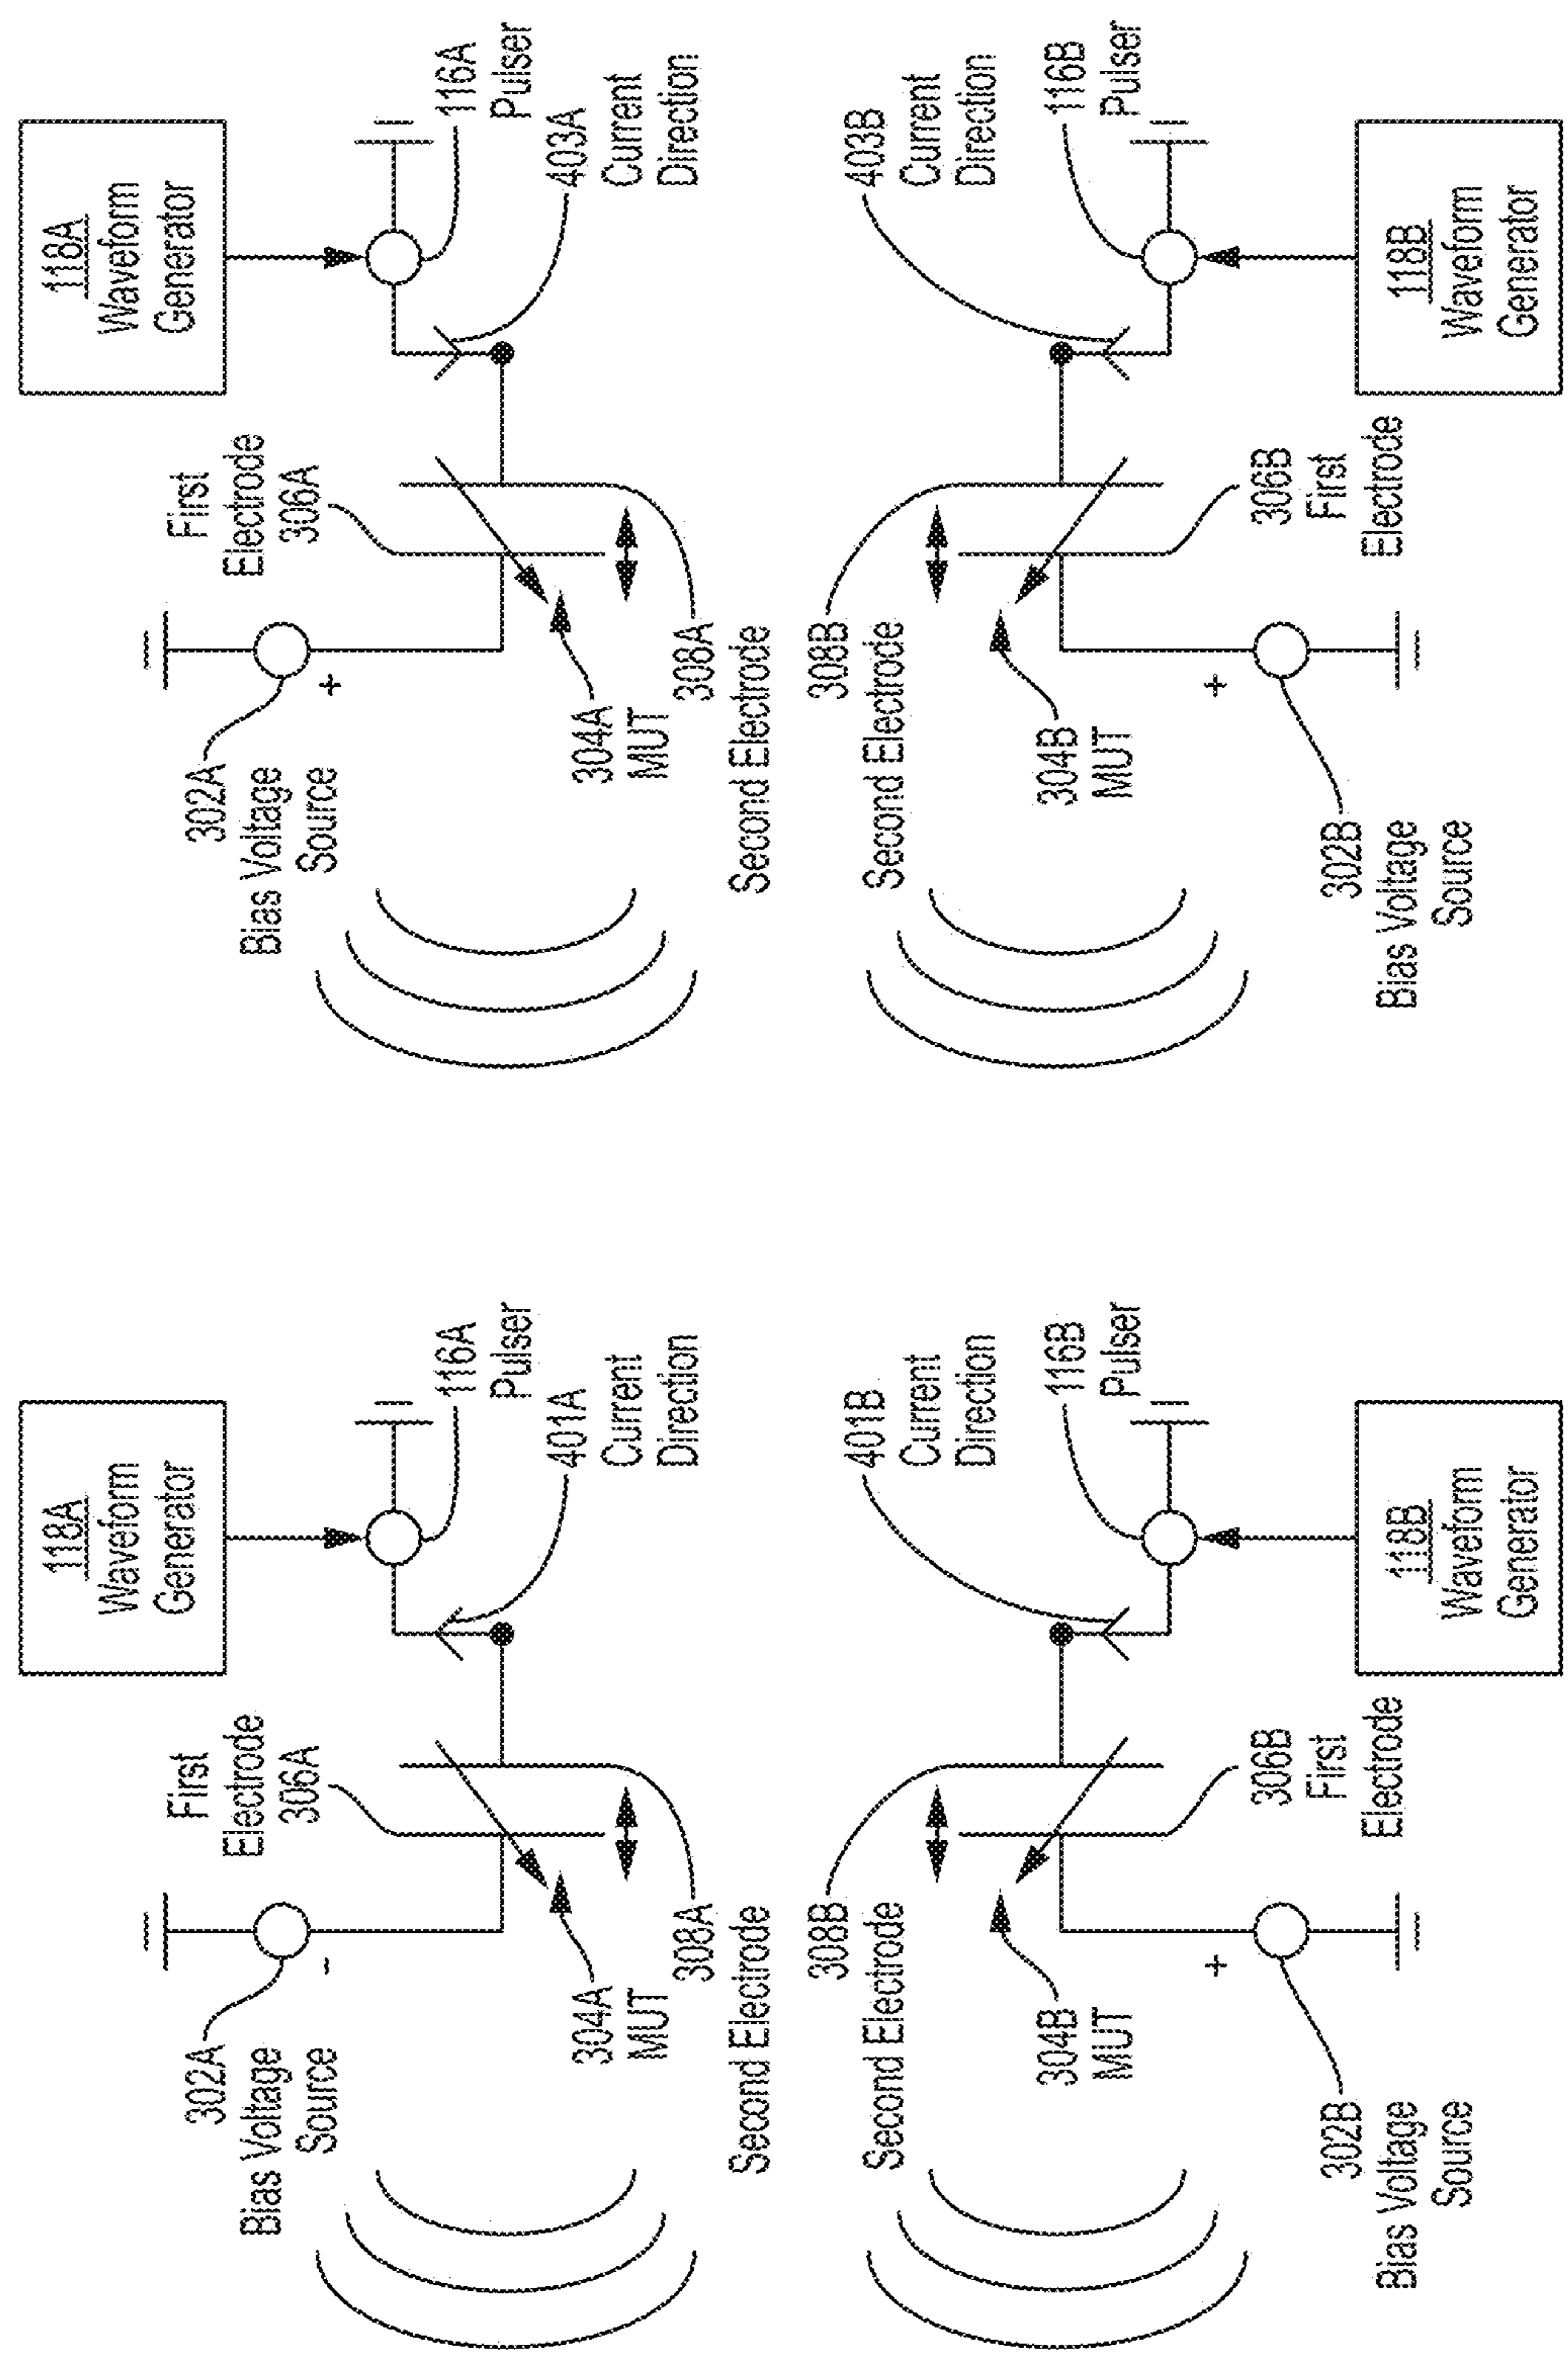 118A
Waveform
Generator
116A
Pulser
401A
Current
Direction
First
Electrode
306A
302A
Bias Voltage
Source
-
304A
MUT
308A
Second Electrode
308B
Second Electrode
304B
MUT
401B
Current
Direction
116B
Pulser
306B
First
Electrode
+
302B
Bias Voltage
Source
118B
Waveform
Generator
118A
Waveform
Generator
116A
Pulser
403A
Current
Direction
First
Electrode
306A
302A
Bias Voltage
Source
+
304A
MUT
308A
Second Electrode
308B
Second Electrode
304B
MUT
403B
Current
Direction
116B
Pulser
306B
First
Electrode
+
302B
Bias Voltage
Source
118B
Waveform
Generator